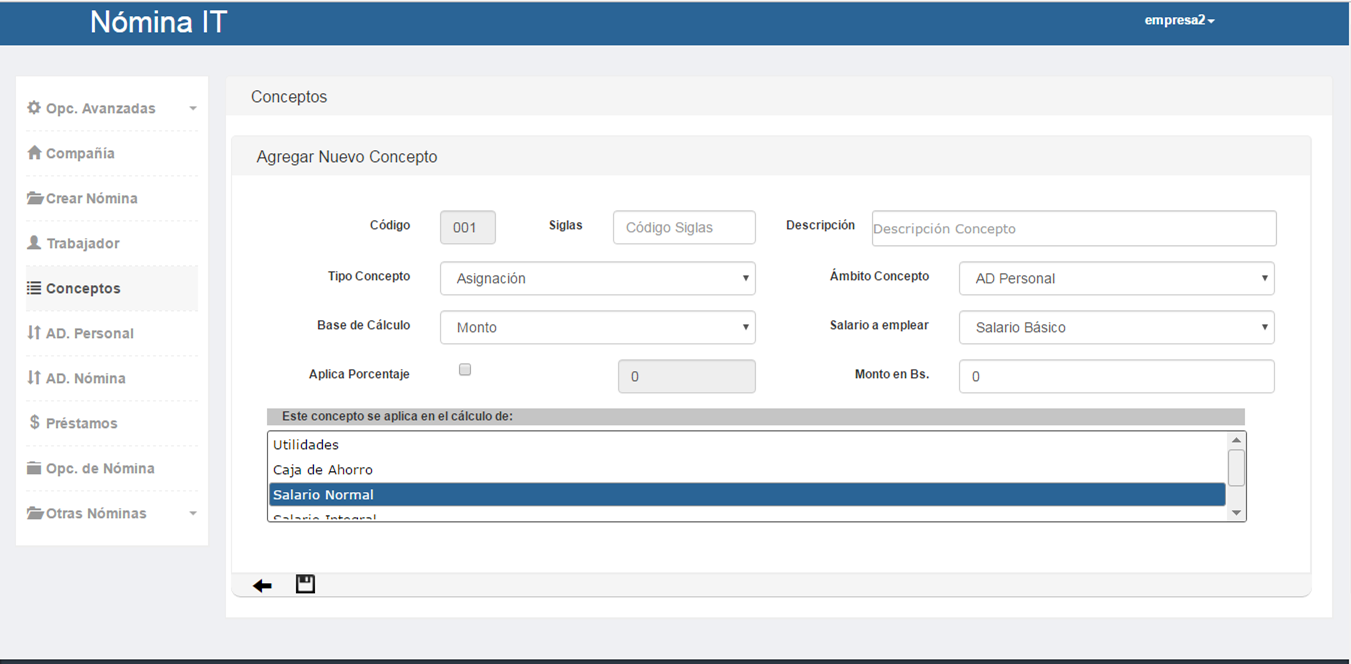 Nómina IT
empresa2
Opc. Avanzadas
Compañía
Crear Nómina
Trabajador
Conceptos
AD. Personal
AD. Nómina
Préstamos
Opc. de Nómina
Otras Nóminas
Conceptos
Agregar Nuevo Concepto
Código 001 Siglas Código Siglas Descripción Descripción Concepto
Tipo Concepto Asignación Ámbito Concepto AD Personal
Base de Cálculo Monto Salario a emplear Salario Básico
Aplica Porcentaje 0 Monto en Bs. 0
Este concepto se aplica en el cálculo de:
Utilidades
Caja de Ahorro
Salario Normal
Salario Integral